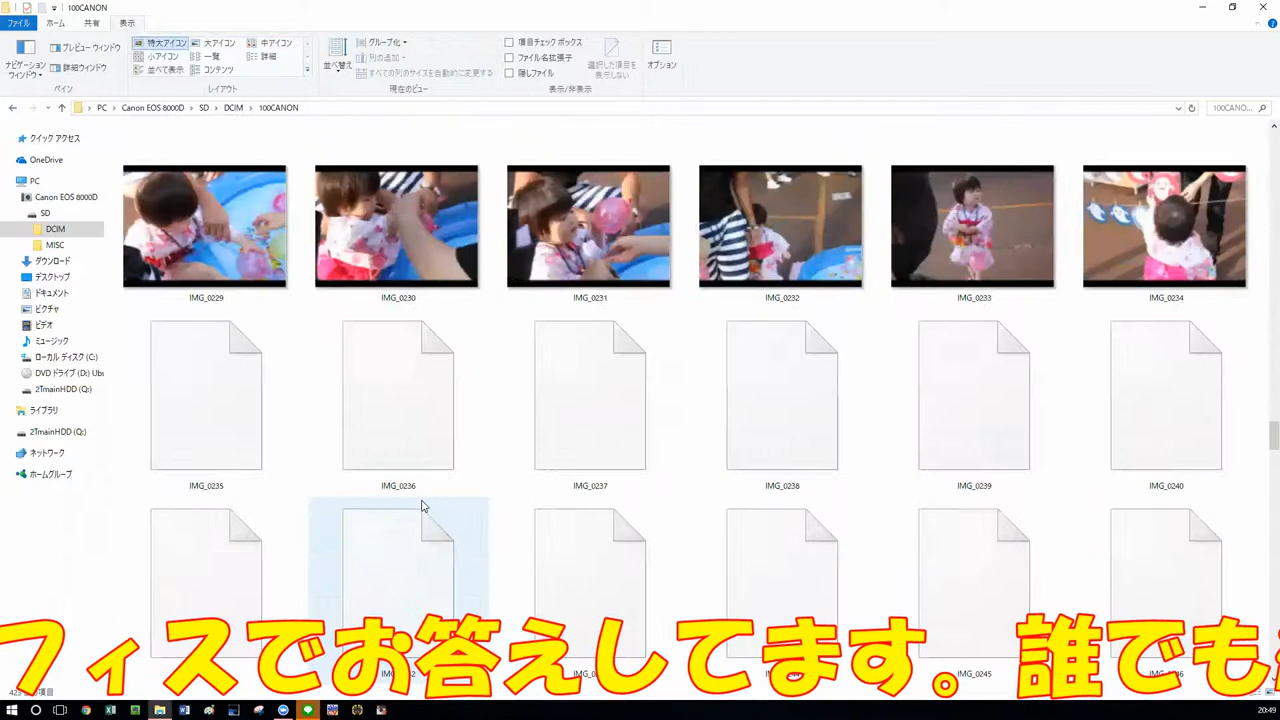 100CANON
ファイル ホーム 共有 表示
ナビゲーション ウィンドウ
プレビュー ウィンドウ
詳細ウィンドウ
ペイン
特大アイコン 大アイコン 中アイコン
小アイコン 一覧 詳細
並べて表示 コンテンツ
レイアウト
並べ替え
グループ化
列の追加
すべての列のサイズを自動的に変更する
現在のビュー
項目チェック ボックス
ファイル名拡張子
隠しファイル
選択した項目を 表示しない
表示/非表示
オプション
PC > Canon EOS 8000D > SD > DCIM > 100CANON
100CANO...
クイック アクセス
OneDrive
PC
Canon EOS 8000D
SD
DCIM
MISC
ダウンロード
デスクトップ
ドキュメント
ピクチャ
ビデオ
ミュージック
ローカル ディスク (C:)
DVD ドライブ (D:) Ubu
2TmainHDD (Q:)
ライブラリ
2TmainHDD (Q:)
ネットワーク
ホームグループ
IMG_0229 IMG_0230 IMG_0231 IMG_0232 IMG_0233 IMG_0234
IMG_0235 IMG_0236 IMG_0237 IMG_0238 IMG_0239 IMG_0240
フィスでお答えしてます。誰でも
20:49